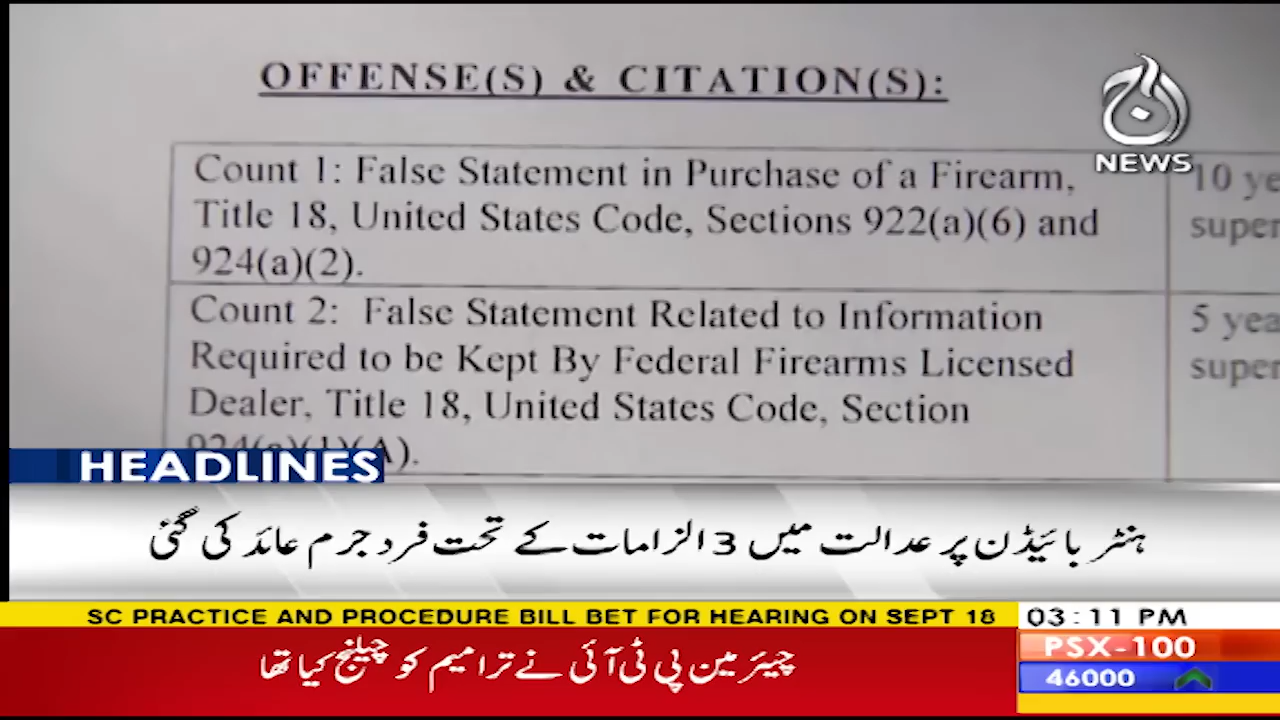 OFFENSE(S) & CITATION(S):
آج
NEWS
Count 1: False Statement in Purchase of a Firearm,
Title 18, United States Code, Sections 922(a)(6) and
924(a)(2).
10 ye
super
Count 2: False Statement Related to Information
Required to be Kept By Federal Firearms Licensed
Dealer, Title 18, United States Code, Section
924(a)(1)(A).
5 yea
super
HEADLINES
ہنٹر بائیڈن پر عدالت میں 3 الزامات کے تحت فرد جرم عائد کی گئی
SC PRACTICE AND PROCEDURE BILL BET FOR HEARING ON SEPT 18
03:11 PM
چیئرمین پی ٹی آئی نے ترامیم کو چیلنج کیا تھا
PSX-100
46000